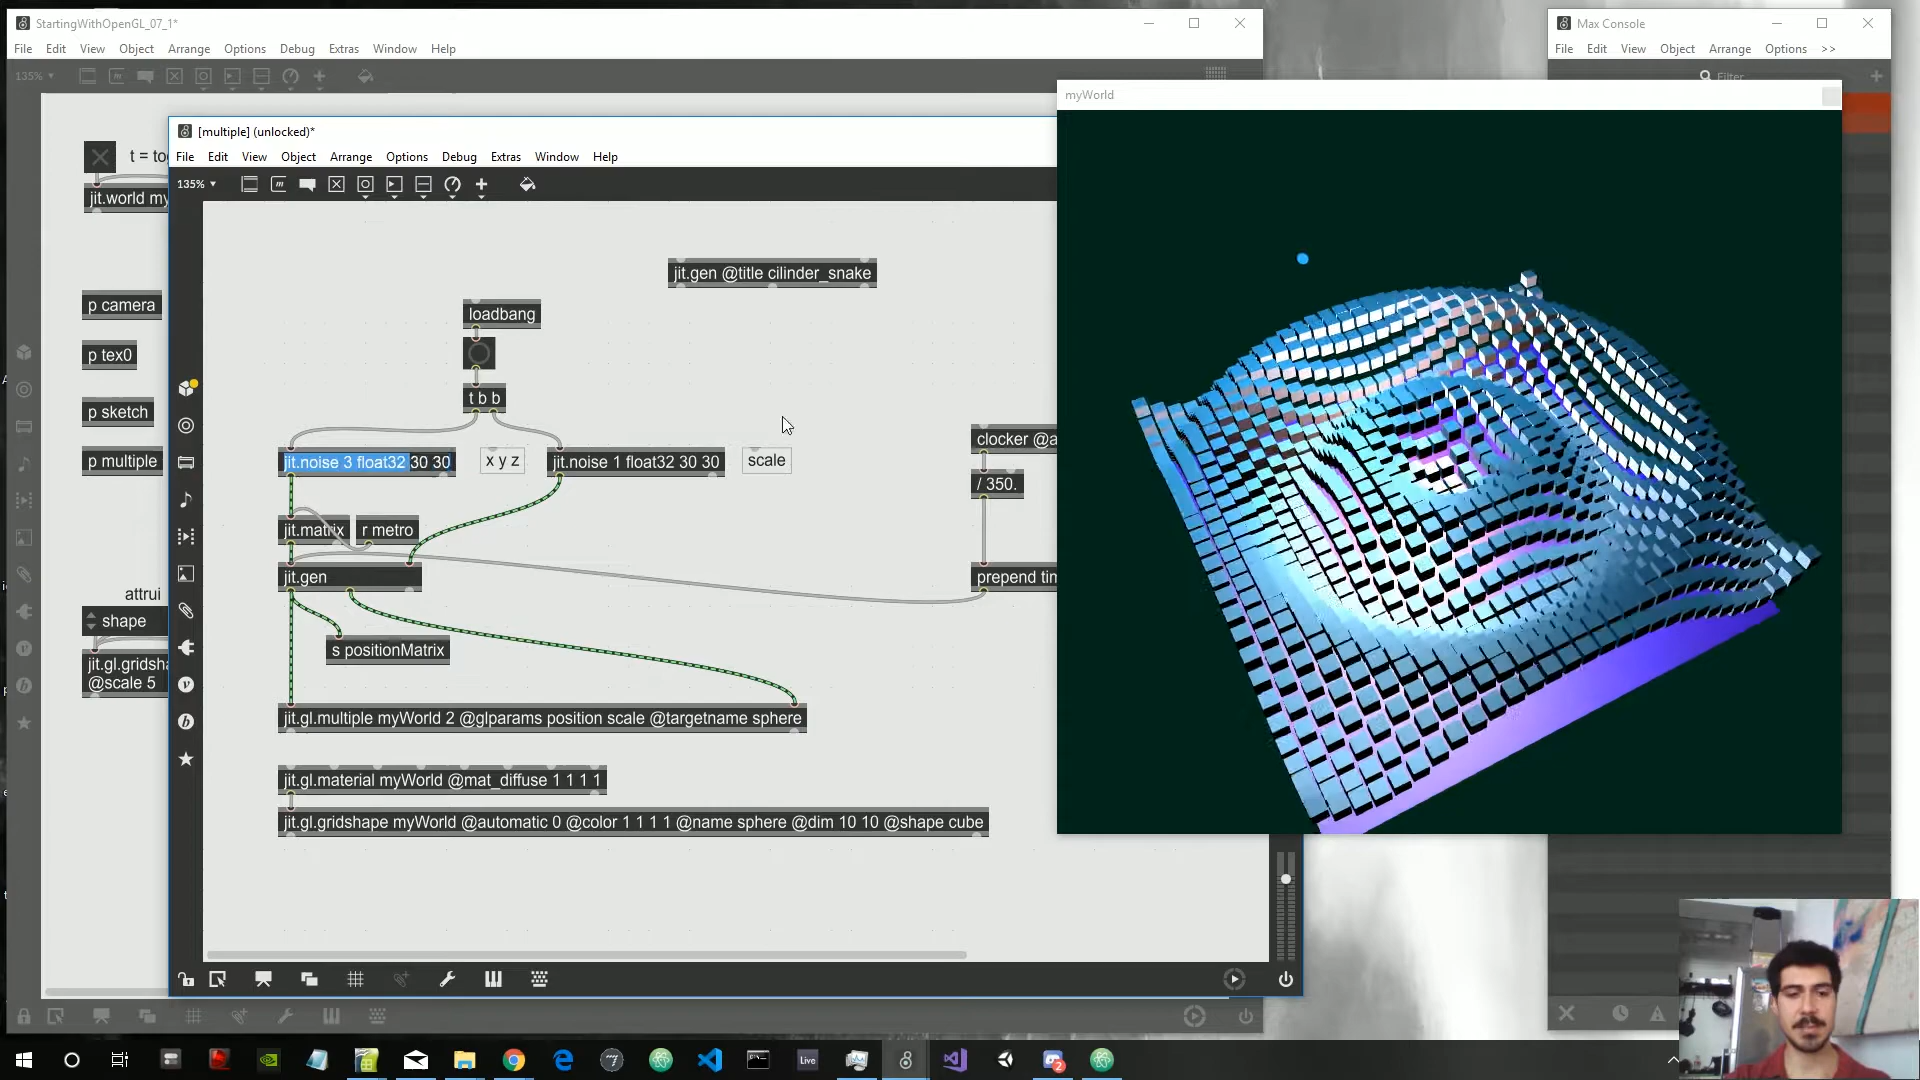 StartingWithOpenGL_07_1*
File Edit View Object Arrange Options Debug Extras Window Help
135%
Max Console
File Edit View Object Arrange Options >>
Filter
myWorld
[multiple] (unlocked)*
File Edit View Object Arrange Options Debug Extras Window Help
135%
t = to
jit.world my
p camera
p tex0
p sketch
p multiple
attrui
shape
jit.gl.gridsha
@scale 5
jit.gen @title cilinder_snake
loadbang
t b b
jit.noise 3 float32 30 30
x y z
jit.noise 1 float32 30 30
scale
clocker @a
/ 350.
jit.matrix
r metro
jit.gen
prepend tim
s positionMatrix
jit.gl.multiple myWorld 2 @glparams position scale @targetname sphere
jit.gl.material myWorld @mat_diffuse 1 1 1 1
jit.gl.gridshape myWorld @automatic 0 @color 1 1 1 1 @name sphere @dim 10 10 @shape cube
Live
2